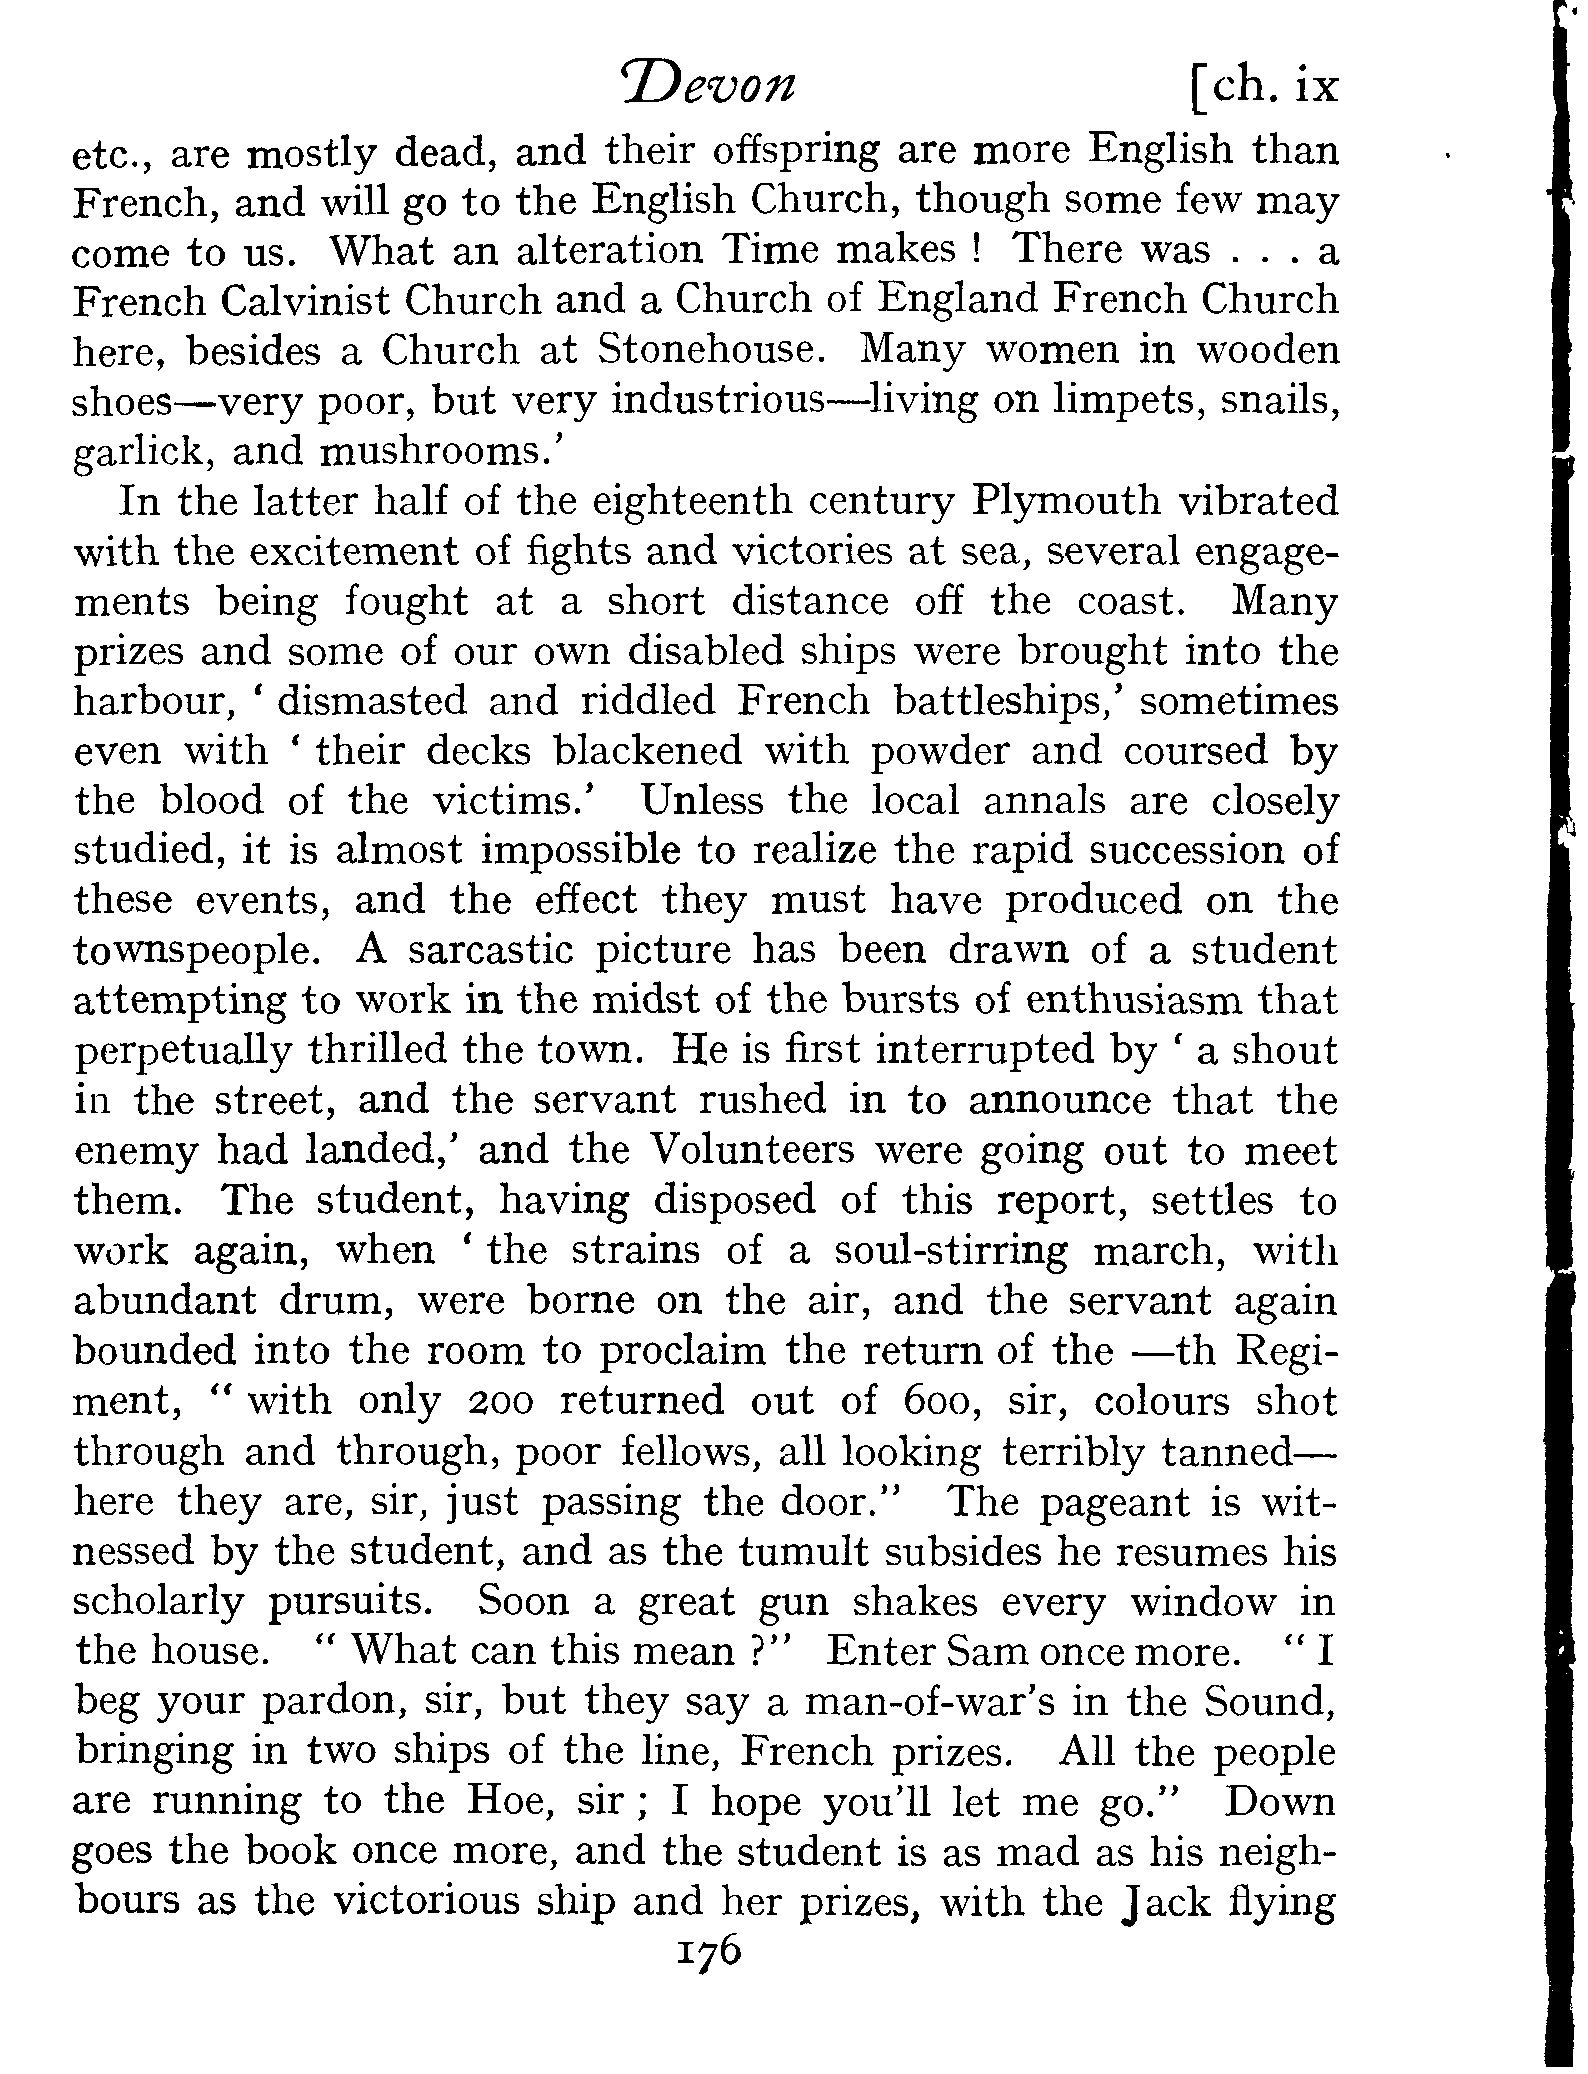 Devon [ch. ix
etc., are mostly dead, and their offspring are more English than
French, and will go to the English Church, though some few may
come to us. What an alteration Time makes ! There was . . . a
French Calvinist Church and a Church of England French Church
here, besides a Church at Stonehouse. Many women in wooden
shoes—very poor, but very industrious—living on limpets, snails,
garlick, and mushrooms.’
In the latter half of the eighteenth century Plymouth vibrated
with the excitement of fights and victories at sea, several engage-
ments being fought at a short distance off the coast. Many
prizes and some of our own disabled ships were brought into the
harbour, ‘ dismasted and riddled French battleships,’ sometimes
even with ‘ their decks blackened with powder and coursed by
the blood of the victims.’ Unless the local annals are closely
studied, it is almost impossible to realize the rapid succession of
these events, and the effect they must have produced on the
townspeople. A sarcastic picture has been drawn of a student
attempting to work in the midst of the bursts of enthusiasm that
perpetually thrilled the town. He is first interrupted by ‘ a shout
in the street, and the servant rushed in to announce that the
enemy had landed,’ and the Volunteers were going out to meet
them. The student, having disposed of this report, settles to
work again, when ‘ the strains of a soul-stirring march, with
abundant drum, were borne on the air, and the servant again
bounded into the room to proclaim the return of the —th Regi-
ment, “ with only 200 returned out of 600, sir, colours shot
through and through, poor fellows, all looking terribly tanned—
here they are, sir, just passing the door.” The pageant is wit-
nessed by the student, and as the tumult subsides he resumes his
scholarly pursuits. Soon a great gun shakes every window in
the house. “ What can this mean ?” Enter Sam once more. “ I
beg your pardon, sir, but they say a man-of-war’s in the Sound,
bringing in two ships of the line, French prizes. All the people
are running to the Hoe, sir ; I hope you’ll let me go.” Down
goes the book once more, and the student is as mad as his neigh-
bours as the victorious ship and her prizes, with the Jack flying
176